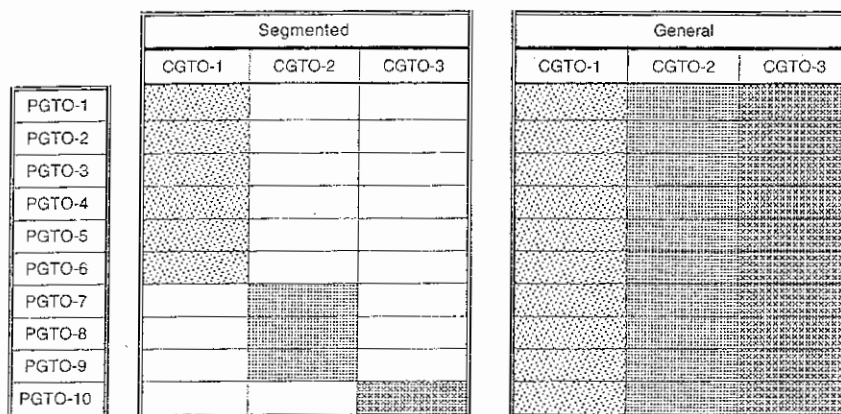 Segmented General
CGTO-1 CGTO-2 CGTO-3 CGTO-1 CGTO-2 CGTO-3
PGTO-1
PGTO-2
PGTO-3
PGTO-4
PGTO-5
PGTO-6
PGTO-7
PGTO-8
PGTO-9
PGTO-10